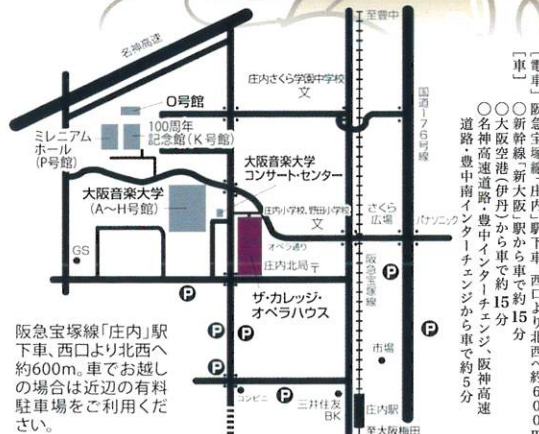 至豊中
名神高速
庄内さくら学園中学校
文
O号館
国道一七六号線
ミレニアム
ホール
(P号館)
100周年
記念館(K号館)
大阪音楽大学
コンサート・センター
大阪音楽大学
(A〜H号館)
庄内小学校、野田小学校
文
さくら
広場
パナソニック
オペラ通り
GS
庄内北局〒
阪急宝塚線
P
P
ザ・カレッジ・
オペラハウス
P
P
P
市場
P
コンビニ
P
三井住友
BK.
庄内駅
至大阪梅田
阪急宝塚線「庄内」駅
下車、西口より北西へ
約600m。車でお越し
の場合は近辺の有料
駐車場をご利用くだ
さい。
[電車]阪急宝塚線「庄内」駅下車、西口より北西へ約600m
[車]
○新幹線「新大阪」駅から車で約15分
○大阪空港(伊丹)から車で約15分
○名神高速道路・豊中インターチェンジ、阪神高速
道路・豊中南インターチェンジから車で約5分